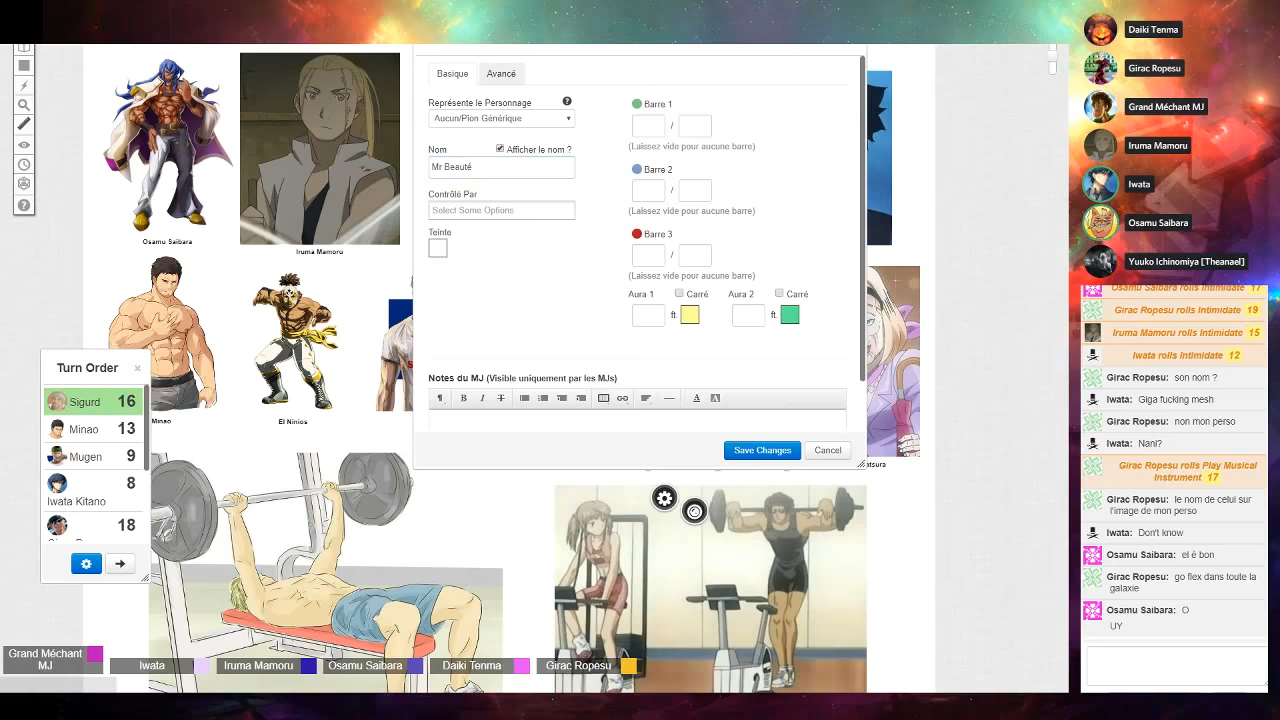 Osamu Saibara
Iruma Mamoru
Minao
El Ninios
Turn Order
×
Sigurd 16
Minao 13
Mugen 9
8
Iwata Kitano
18
Basique
Avancé
Représente le Personnage
?
Aucun/Pion Générique
Nom
Afficher le nom ?
Mr Beauté
Contrôlé Par
Select Some Options
Teinte
Barre 1
/
(Laissez vide pour aucune barre)
Barre 2
/
(Laissez vide pour aucune barre)
Barre 3
/
(Laissez vide pour aucune barre)
Aura 1 Carré Aura 2 Carré
ft. ft.
Notes du MJ (Visible uniquement par les MJs)
B I
A A
Save Changes
Cancel
atsura
Grand Méchant
MJ
Iwata
Iruma Mamoru
Osamu Saibara
Daiki Tenma
Girac Ropesu
Daiki Tenma
Girac Ropesu
Grand Méchant MJ
Iruma Mamoru
Iwata
Osamu Saibara
Yuuko Ichinomiya [Theanael]
Osamu Saibara rolls Intimidate 17
Girac Ropesu rolls Intimidate 19
Iruma Mamoru rolls Intimidate 15
Iwata rolls Intimidate 12
Girac Ropesu: son nom ?
Iwata: Giga fucking mesh
Girac Ropesu: non mon perso
Iwata: Nani?
Girac Ropesu rolls Play Musical
Instrument 17
Girac Ropesu: le nom de celui sur
l'image de mon perso
Iwata: Don't know
Osamu Saibara: el è bon
Girac Ropesu: go flex dans toute la
galaxie
Osamu Saibara: O
UY